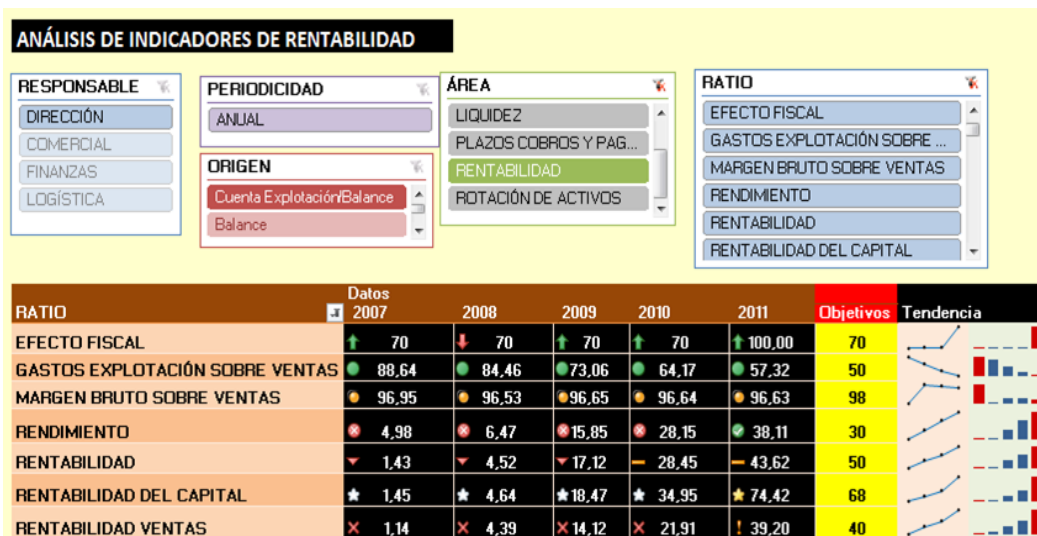 ANÁLISIS DE INDICADORES DE RENTABILIDAD
RESPONSABLE
DIRECCIÓN
COMERCIAL
FINANZAS
LOGÍSTICA
PERIODICIDAD
ANUAL
ORIGEN
Cuenta Explotación/Balance
Balance
ÁREA
LIQUIDEZ
PLAZOS COBROS Y PAG...
RENTABILIDAD
ROTACIÓN DE ACTIVOS
RATIO
EFECTO FISCAL
GASTOS EXPLOTACIÓN SOBRE ...
MARGEN BRUTO SOBRE VENTAS
RENDIMIENTO
RENTABILIDAD
RENTABILIDAD DEL CAPITAL
Datos
RATIO 2007 2008 2009 2010 2011 Objetivos Tendencia
EFECTO FISCAL 70 70 70 70 100,00 70
GASTOS EXPLOTACIÓN SOBRE VENTAS 88,64 84,46 73,06 64,17 57,32 50
MARGEN BRUTO SOBRE VENTAS 96,95 96,53 96,65 96,64 96,63 98
RENDIMIENTO 4,98 6,47 15,85 28,15 38,11 30
RENTABILIDAD 1,43 4,52 17,12 28,45 43,62 50
RENTABILIDAD DEL CAPITAL 1,45 4,64 18,47 34,95 74,42 68
RENTABILIDAD VENTAS 1,14 4,39 14,12 21,91 39,20 40